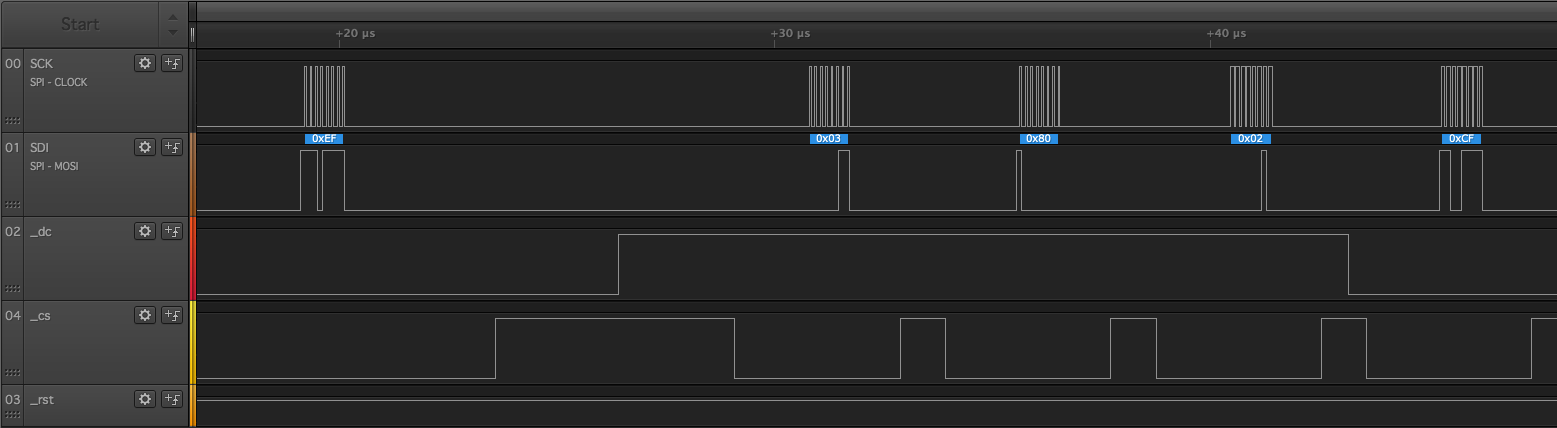 Start
+20 µs +30 µs +40 µs
00 SCK
SPI - CLOCK
0xEF 0x03 0x80 0x02 0xCF
01 SDI
SPI - MOSI
02 _dc
04 _cs
03 _rst